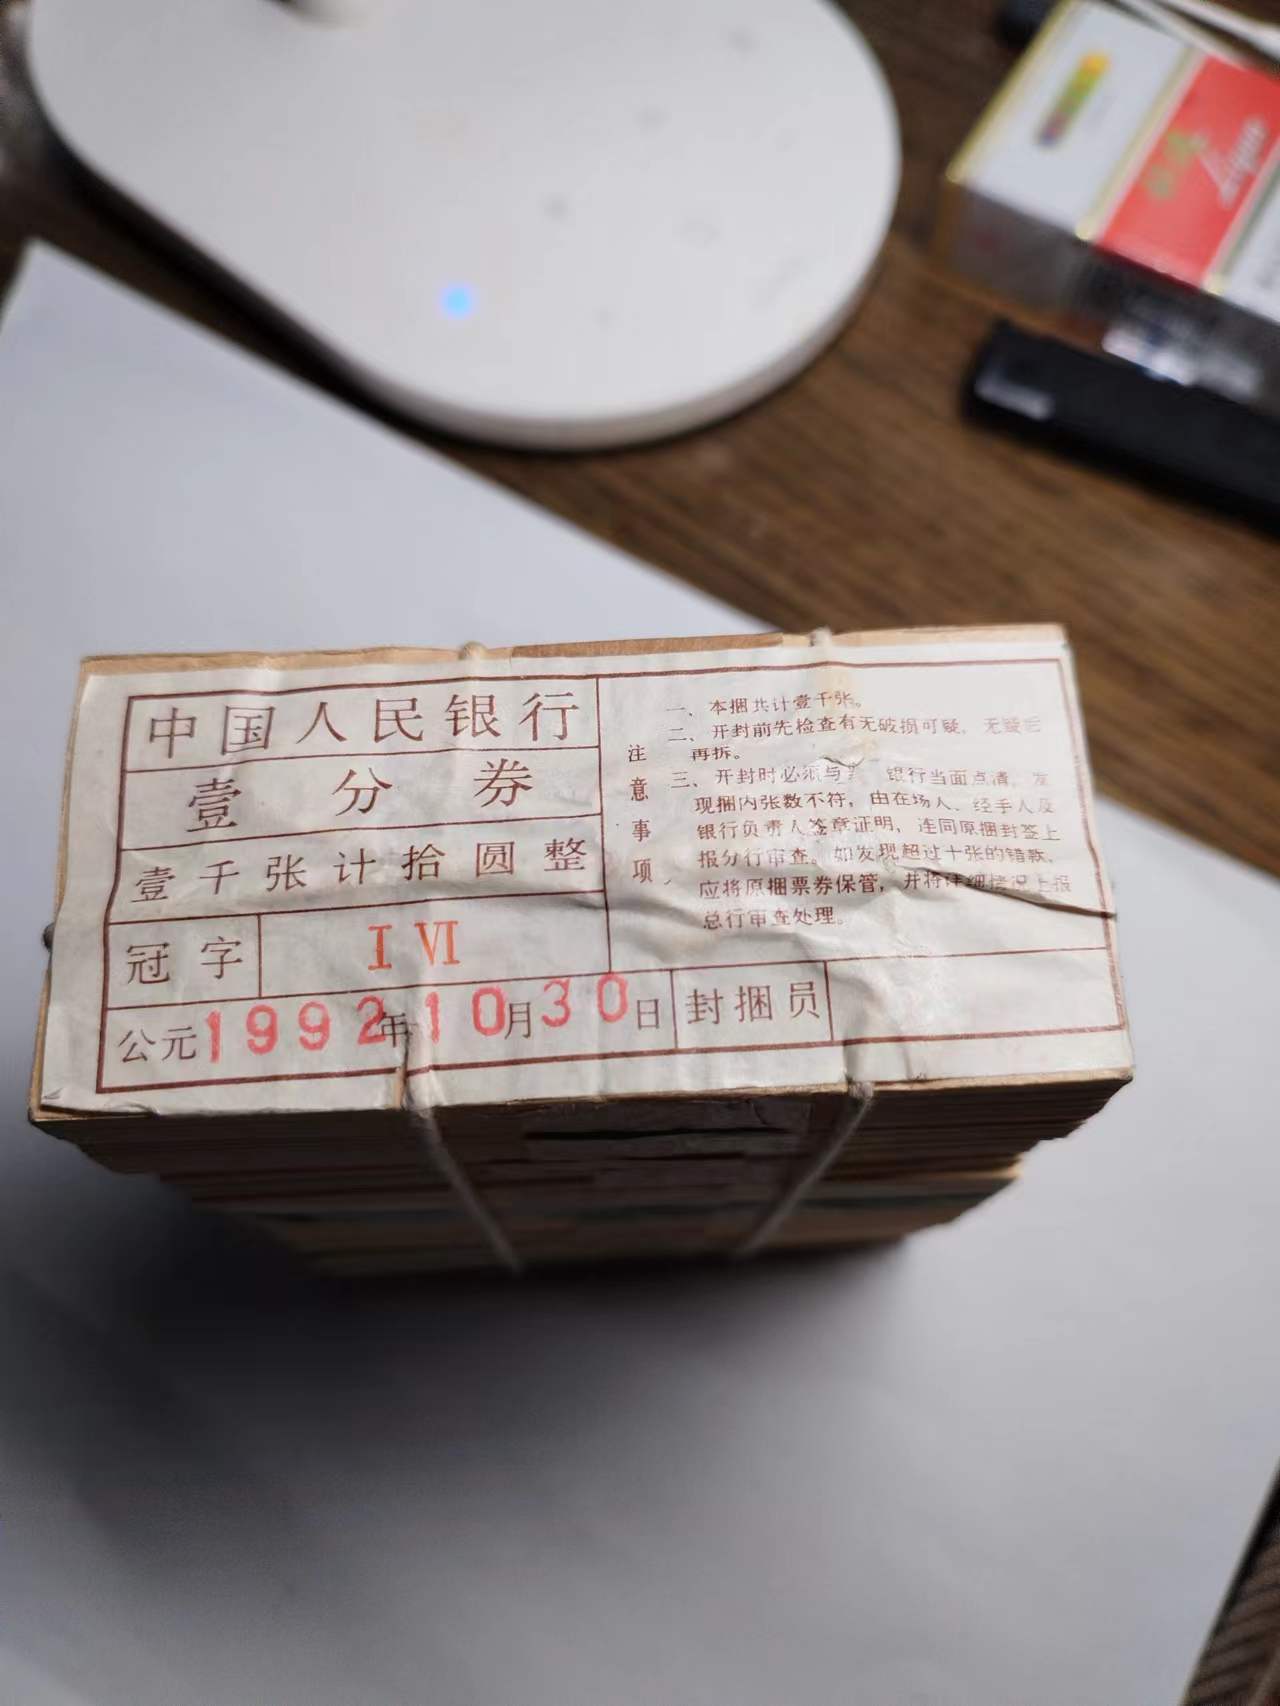 中国人民银行
壹分券
壹千张计拾圆整
冠字 I VI
公元1992年10月30日 封捆员
注意事项
一、本捆共计壹千张。
二、开封前先检查有无破损可疑，无疑后
再拆。
三、开封时必须与 银行当面点清，发
现捆内张数不符，由在场人、经手人及
银行负责人签章证明，连同原捆封签上
报分行审查。如发现超过十张的错款，
应将原捆票券保管，并将详细情况上报
总行审查处理。